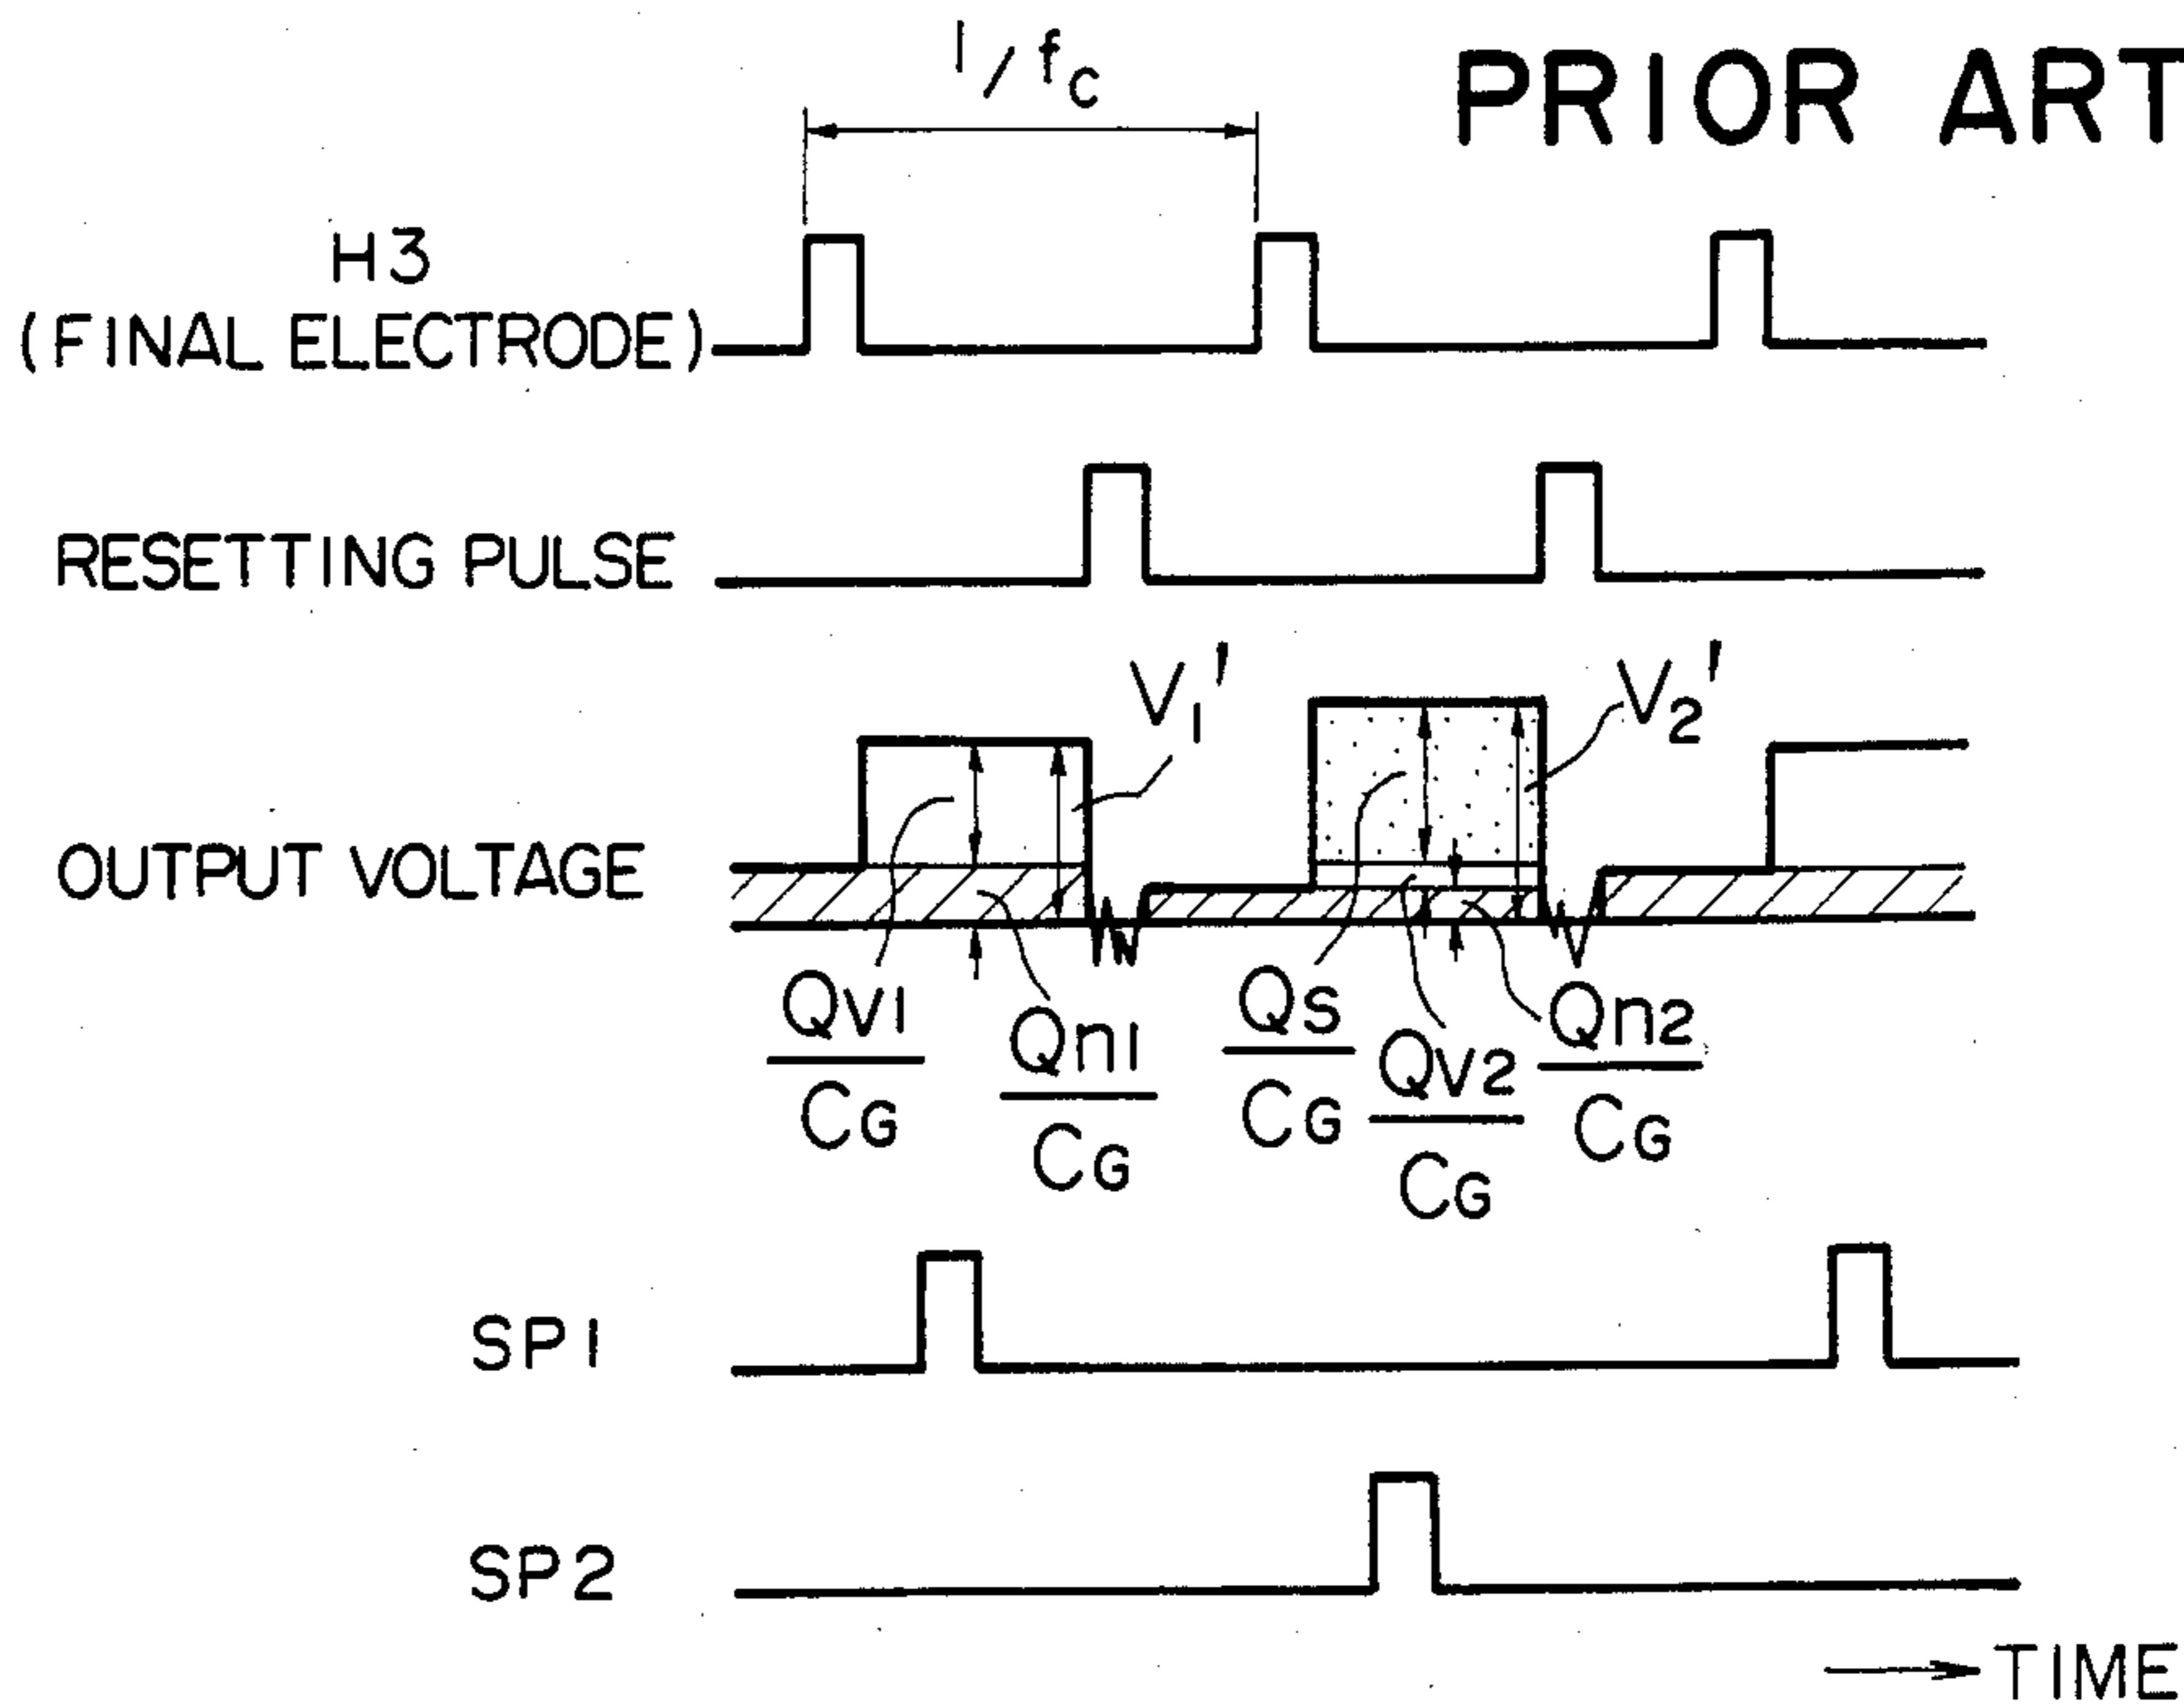 1/fc
PRIOR ART
H3
(FINAL ELECTRODE)
RESETTING PULSE
V1'
V2'
OUTPUT VOLTAGE
Qv1
CG
Qn1
CG
Qs
CG
Qv2
CG
Qn2
CG
SP1
SP2
TIME